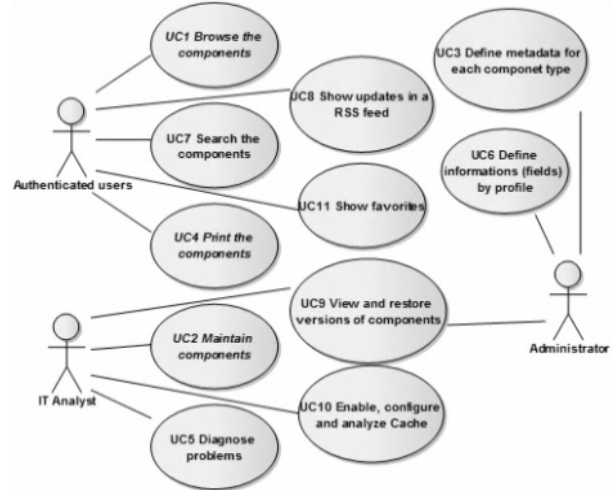 UC1 Browse the
components
UC3 Define metadata for
each componet type
UC8 Show updates in a
RSS feed
UC7 Search the
components
UC6 Define
informations (fields)
by profile
Authenticated users
UC11 Show favorites
UC4 Print the
components
UC9 View and restore
versions of components
UC2 Maintain
components
Administrator
IT Analyst
UC10 Enable, configure
and analyze Cache
UC5 Diagnose
problems